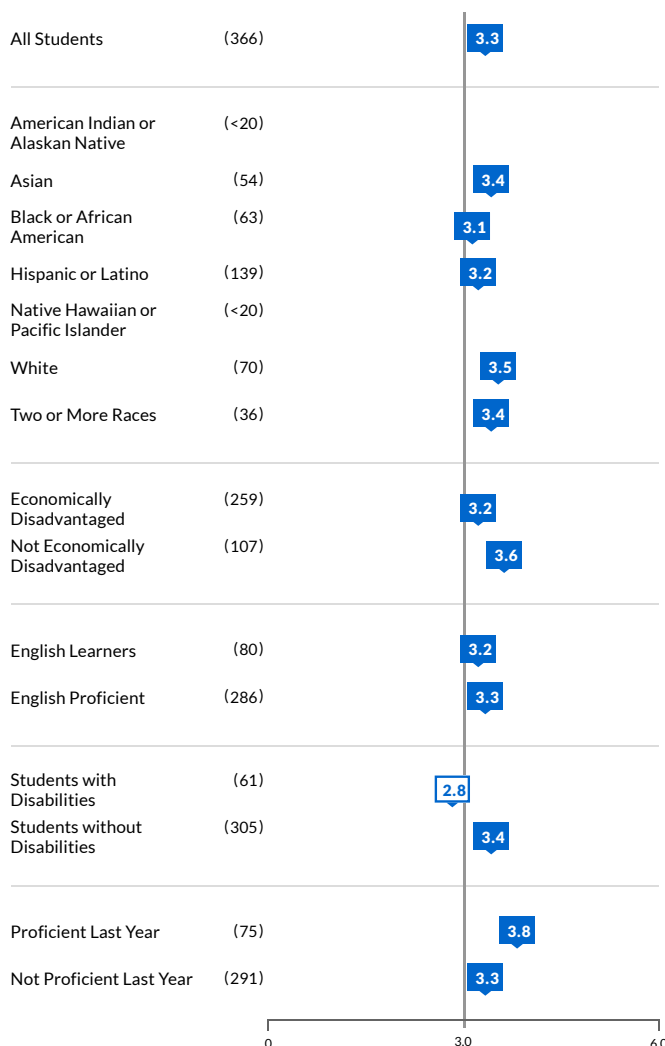 All Students (366) 3.3
American Indian or (<20)
Alaskan Native
Asian (54) 3.4
Black or African (63)
American 3.1
Hispanic or Latino (139) 3.2
Native Hawaiian or (<20)
Pacific Islander
White (70) 3.5
Two or More Races (36) 3.4
Economically (259) 3.2
Disadvantaged
Not Economically (107) 3.6
Disadvantaged
English Learners (80) 3.2
English Proficient (286) 3.3
Students with (61) 2.8
Disabilities
Students without (305) 3.4
Disabilities
Proficient Last Year (75) 3.8
Not Proficient Last Year (291) 3.3
0 3.0 6.0